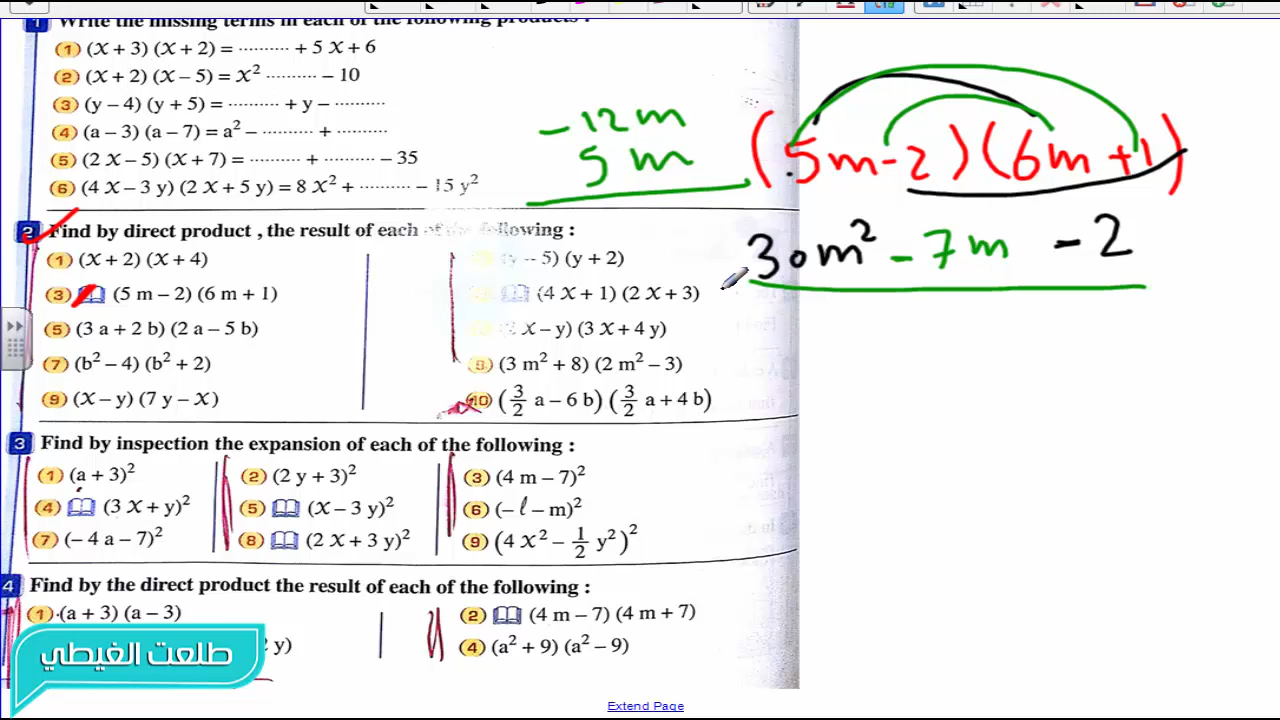 1 Write the missing terms in each of the following products :
(1) (X + 3) (X + 2) = ·········· + 5 X + 6
(2) (X + 2) (X – 5) = X² ·········· – 10
(3) (y – 4) (y + 5) = ·········· + y – ··········
(4) (a – 3) (a – 7) = a² – ·········· + ··········
(5) (2 X – 5) (X + 7) = ·········· + ·········· – 35
(6) (4 X – 3 y) (2 X + 5 y) = 8 X² + ·········· – 15 y²
2 Find by direct product , the result of each of the following :
(1) (X + 2) (X + 4)
– 5) (y + 2)
(3) (5 m – 2) (6 m + 1)
(4 X + 1) (2 X + 3)
(5) (3 a + 2 b) (2 a – 5 b)
X – y) (3 X + 4 y)
(7) (b² – 4) (b² + 2)
(8) (3 m² + 8) (2 m² – 3)
(9) (X – y) (7 y – X)
(10) (3/2 a – 6 b) (3/2 a + 4 b)
3 Find by inspection the expansion of each of the following :
(1) (a + 3)² (2) (2 y + 3)² (3) (4 m – 7)²
(4) (3 X + y)² (5) (X – 3 y)² (6) (– l – m)²
(7) (– 4 a – 7)² (8) (2 X + 3 y)² (9) (4 X² – 1/2 y²)²
4 Find by the direct product the result of each of the following :
(1) (a + 3) (a – 3) (2) (4 m – 7) (4 m + 7)
y) (4) (a² + 9) (a² – 9)
-12m
5m
(5m-2)(6m+1)
30m² -7m -2
طلعت الغيمي
Extend Page